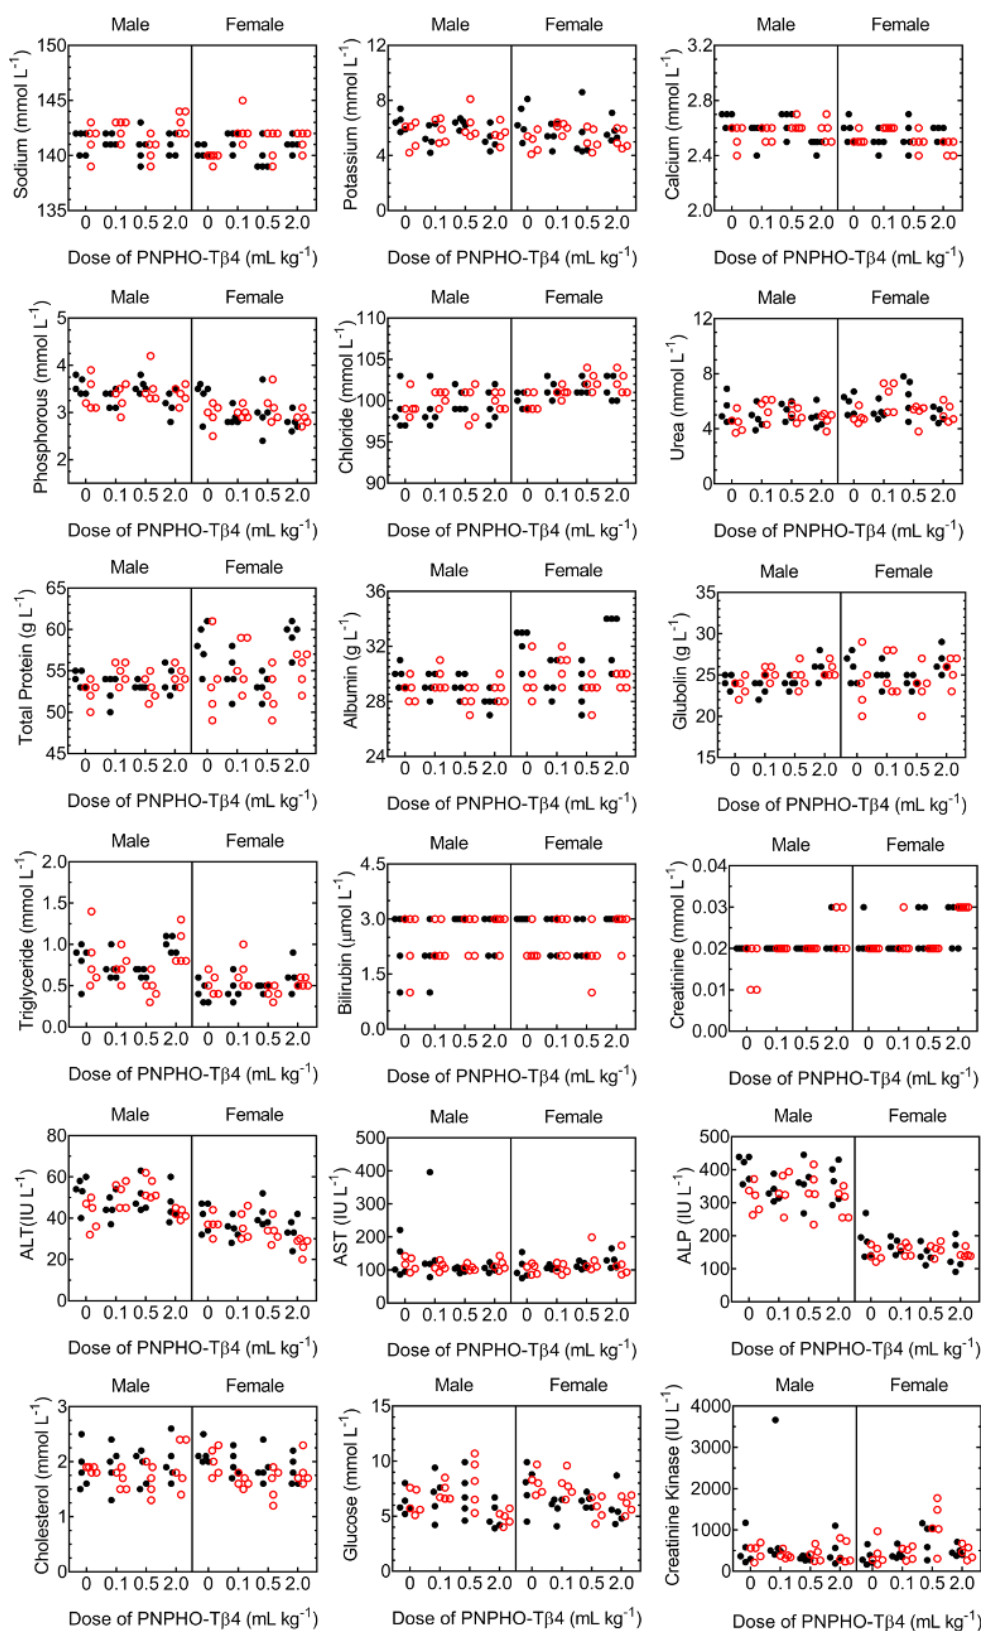 Male Female
Sodium (mmol L⁻¹)
150
145
140
135
0 0.1 0.5 2.0 0 0.1 0.5 2.0
Dose of PNPHO-Tβ4 (mL kg⁻¹)
Male Female
Potassium (mmol L⁻¹)
12
8
4
0
0 0.1 0.5 2.0 0 0.1 0.5 2.0
Dose of PNPHO-Tβ4 (mL kg⁻¹)
Male Female
Calcium (mmol L⁻¹)
3.2
2.8
2.4
2.0
0 0.1 0.5 2.0 0 0.1 0.5 2.0
Dose of PNPHO-Tβ4 (mL kg⁻¹)
Male Female
Phosphorous (mmol L⁻¹)
5
4
3
2
0 0.1 0.5 2.0 0 0.1 0.5 2.0
Dose of PNPHO-Tβ4 (mL kg⁻¹)
Male Female
Chloride (mmol L⁻¹)
110
105
100
95
90
0 0.1 0.5 2.0 0 0.1 0.5 2.0
Dose of PNPHO-Tβ4 (mL kg⁻¹)
Male Female
Urea (mmol L⁻¹)
12
8
4
0
0 0.1 0.5 2.0 0 0.1 0.5 2.0
Dose of PNPHO-Tβ4 (mL kg⁻¹)
Male Female
Total Protein (g L⁻¹)
65
60
55
50
45
0 0.1 0.5 2.0 0 0.1 0.5 2.0
Dose of PNPHO-Tβ4 (mL kg⁻¹)
Male Female
Albumin (g L⁻¹)
36
32
28
24
0 0.1 0.5 2.0 0 0.1 0.5 2.0
Dose of PNPHO-Tβ4 (mL kg⁻¹)
Male Female
Glubolin (g L⁻¹)
35
30
25
20
15
0 0.1 0.5 2.0 0 0.1 0.5 2.0
Dose of PNPHO-Tβ4 (mL kg⁻¹)
Male Female
Triglyceride (mmol L⁻¹)
2.0
1.5
1.0
0.5
0.0
0 0.1 0.5 2.0 0 0.1 0.5 2.0
Dose of PNPHO-Tβ4 (mL kg⁻¹)
Male Female
Bilirubin (μmol L⁻¹)
4.5
3.0
1.5
0.0
0 0.1 0.5 2.0 0 0.1 0.5 2.0
Dose of PNPHO-Tβ4 (mL kg⁻¹)
Male Female
Creatinine (mmol L⁻¹)
0.04
0.03
0.02
0.01
0.00
0 0.1 0.5 2.0 0 0.1 0.5 2.0
Dose of PNPHO-Tβ4 (mL kg⁻¹)
Male Female
ALT(IU L⁻¹)
80
60
40
20
0
0 0.1 0.5 2.0 0 0.1 0.5 2.0
Dose of PNPHO-Tβ4 (mL kg⁻¹)
Male Female
AST (IU L⁻¹)
500
400
300
200
100
0
0 0.1 0.5 2.0 0 0.1 0.5 2.0
Dose of PNPHO-Tβ4 (mL kg⁻¹)
Male Female
ALP (IU L⁻¹)
500
400
300
200
100
0
0 0.1 0.5 2.0 0 0.1 0.5 2.0
Dose of PNPHO-Tβ4 (mL kg⁻¹)
Male Female
Cholesterol (mmol L⁻¹)
3
2
1
0
0 0.1 0.5 2.0 0 0.1 0.5 2.0
Dose of PNPHO-Tβ4 (mL kg⁻¹)
Male Female
Glucose (mmol L⁻¹)
15
10
5
0
0 0.1 0.5 2.0 0 0.1 0.5 2.0
Dose of PNPHO-Tβ4 (mL kg⁻¹)
Male Female
Creatinine Kinase (IU L⁻¹)
4000
3000
2000
1000
500
0
0 0.1 0.5 2.0 0 0.1 0.5 2.0
Dose of PNPHO-Tβ4 (mL kg⁻¹)